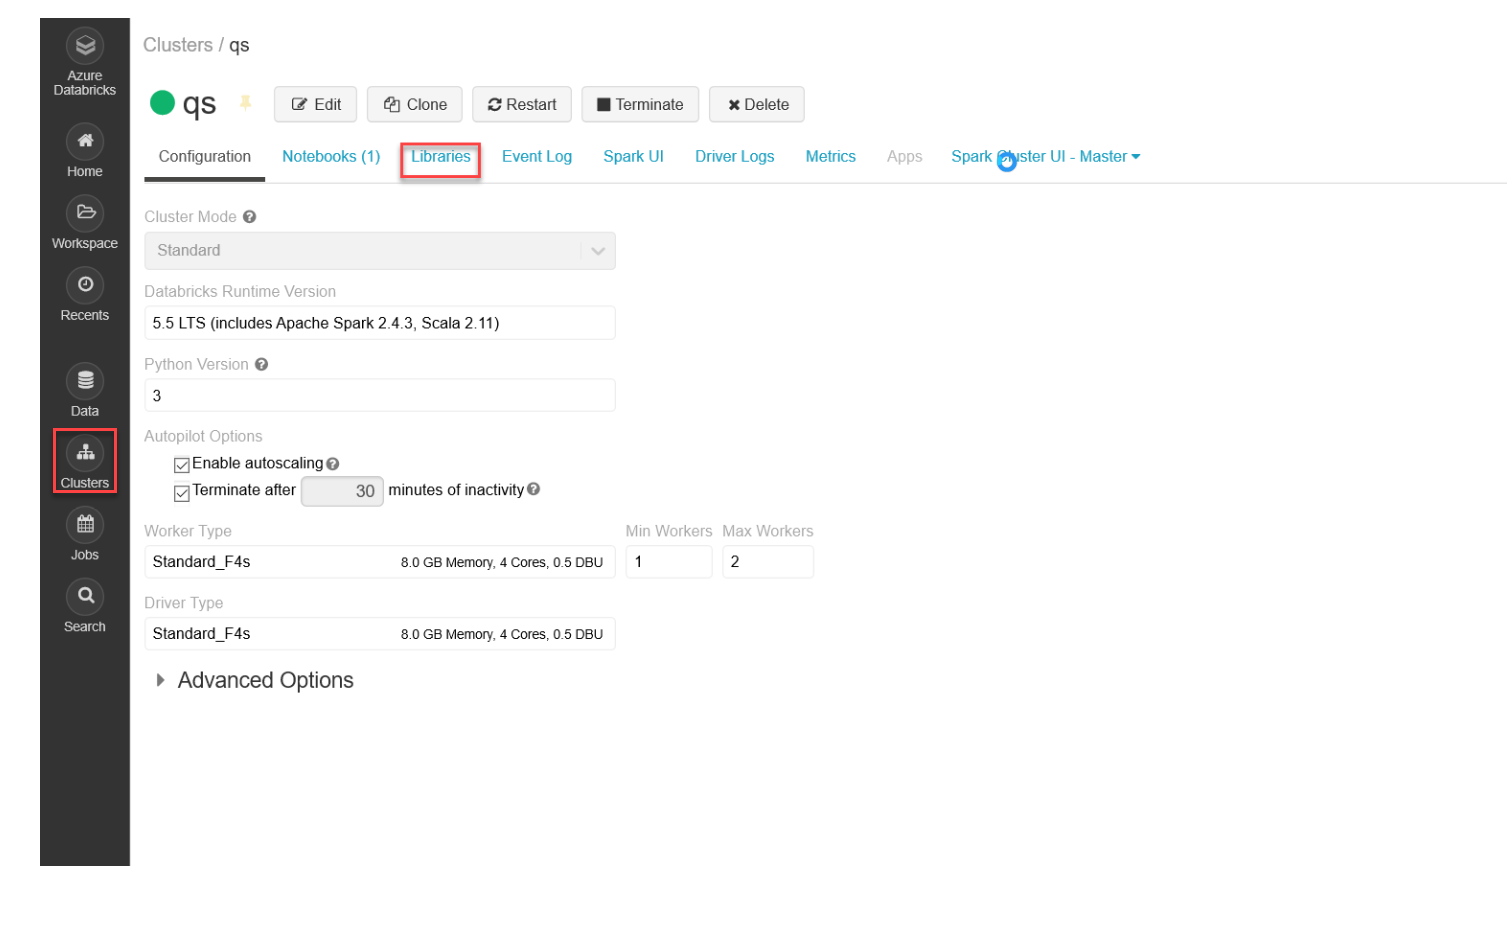 Azure
Databricks
Home
Workspace
Recents
Data
Clusters
Jobs
Search
Clusters / qs
qs Edit Clone Restart Terminate Delete
Configuration Notebooks (1) Libraries Event Log Spark UI Driver Logs Metrics Apps Spark Cluster UI - Master
Cluster Mode
Standard
Databricks Runtime Version
5.5 LTS (includes Apache Spark 2.4.3, Scala 2.11)
Python Version
3
Autopilot Options
Enable autoscaling
Terminate after 30 minutes of inactivity
Worker Type Min Workers Max Workers
Standard_F4s 8.0 GB Memory, 4 Cores, 0.5 DBU 1 2
Driver Type
Standard_F4s 8.0 GB Memory, 4 Cores, 0.5 DBU
Advanced Options